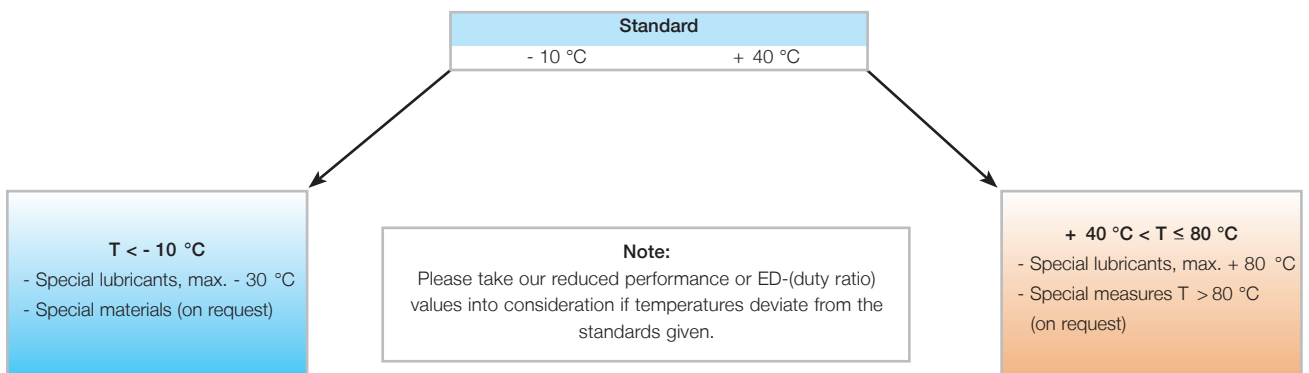 Standard
- 10 °C + 40 °C
T < - 10 °C
- Special lubricants, max. - 30 °C
- Special materials (on request)
Note:
Please take our reduced performance or ED-(duty ratio)
values into consideration if temperatures deviate from the
standards given.
+ 40 °C < T ≤ 80 °C
- Special lubricants, max. + 80 °C
- Special measures T > 80 °C
(on request)